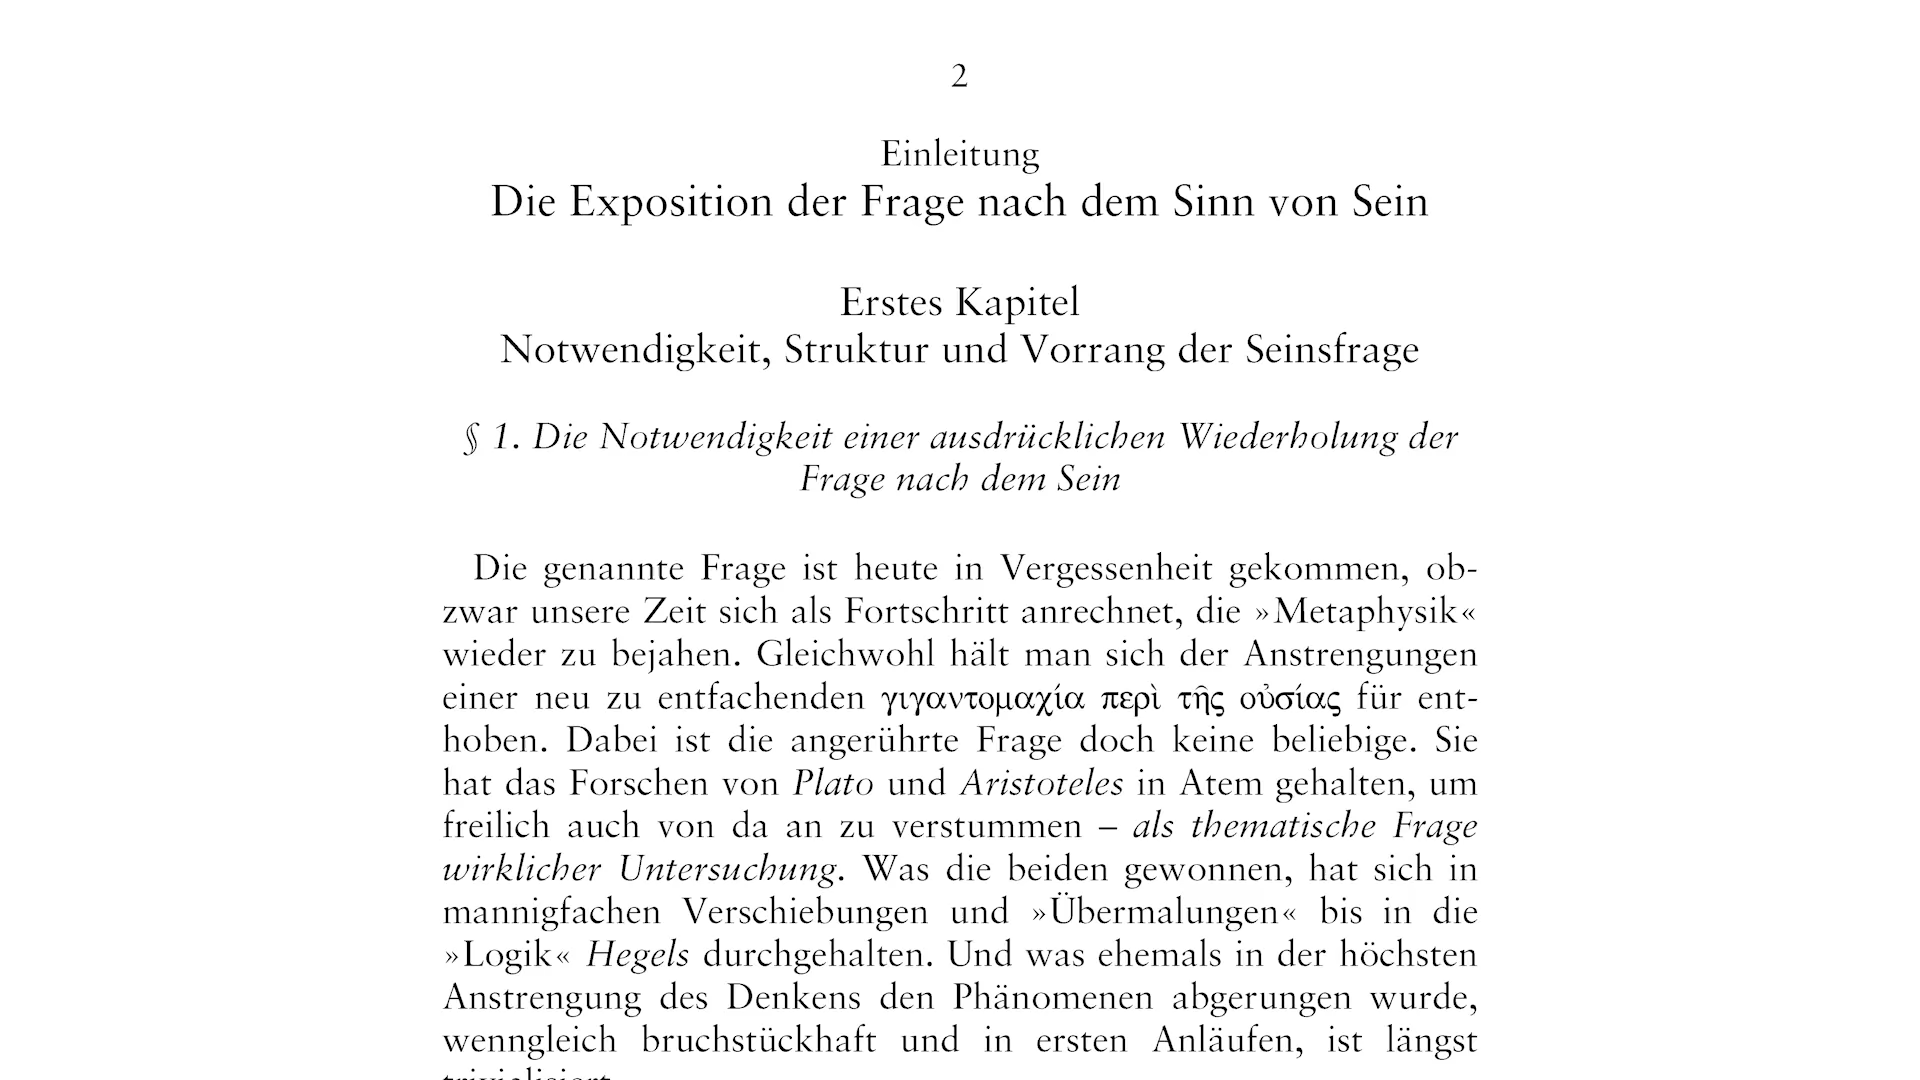 2
Einleitung
Die Exposition der Frage nach dem Sinn von Sein
Erstes Kapitel
Notwendigkeit, Struktur und Vorrang der Seinsfrage
§ 1. Die Notwendigkeit einer ausdrücklichen Wiederholung der
Frage nach dem Sein
Die genannte Frage ist heute in Vergessenheit gekommen, ob-
zwar unsere Zeit sich als Fortschritt anrechnet, die »Metaphysik«
wieder zu bejahen. Gleichwohl hält man sich der Anstrengungen
einer neu zu entfachenden γιγαντομαχία περὶ τῆς οὐσίας für ent-
hoben. Dabei ist die angerührte Frage doch keine beliebige. Sie
hat das Forschen von Plato und Aristoteles in Atem gehalten, um
freilich auch von da an zu verstummen – als thematische Frage
wirklicher Untersuchung. Was die beiden gewonnen, hat sich in
mannigfachen Verschiebungen und »Übermalungen« bis in die
»Logik« Hegels durchgehalten. Und was ehemals in der höchsten
Anstrengung des Denkens den Phänomenen abgerungen wurde,
wenngleich bruchstückhaft und in ersten Anläufen, ist längst